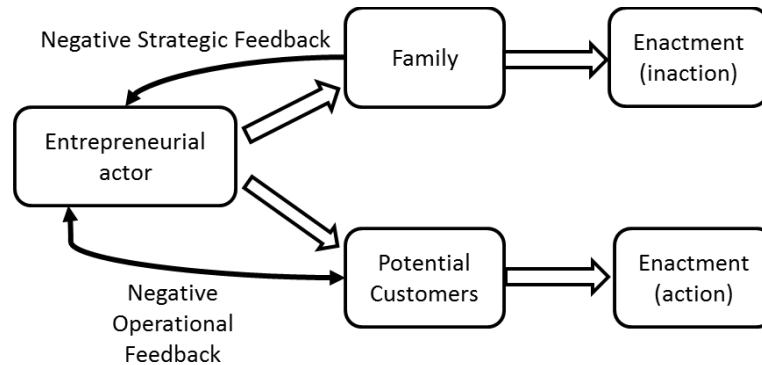 Negative Strategic Feedback
Family
Enactment
(inaction)
Entrepreneurial
actor
Potential
Customers
Enactment
(action)
Negative
Operational
Feedback